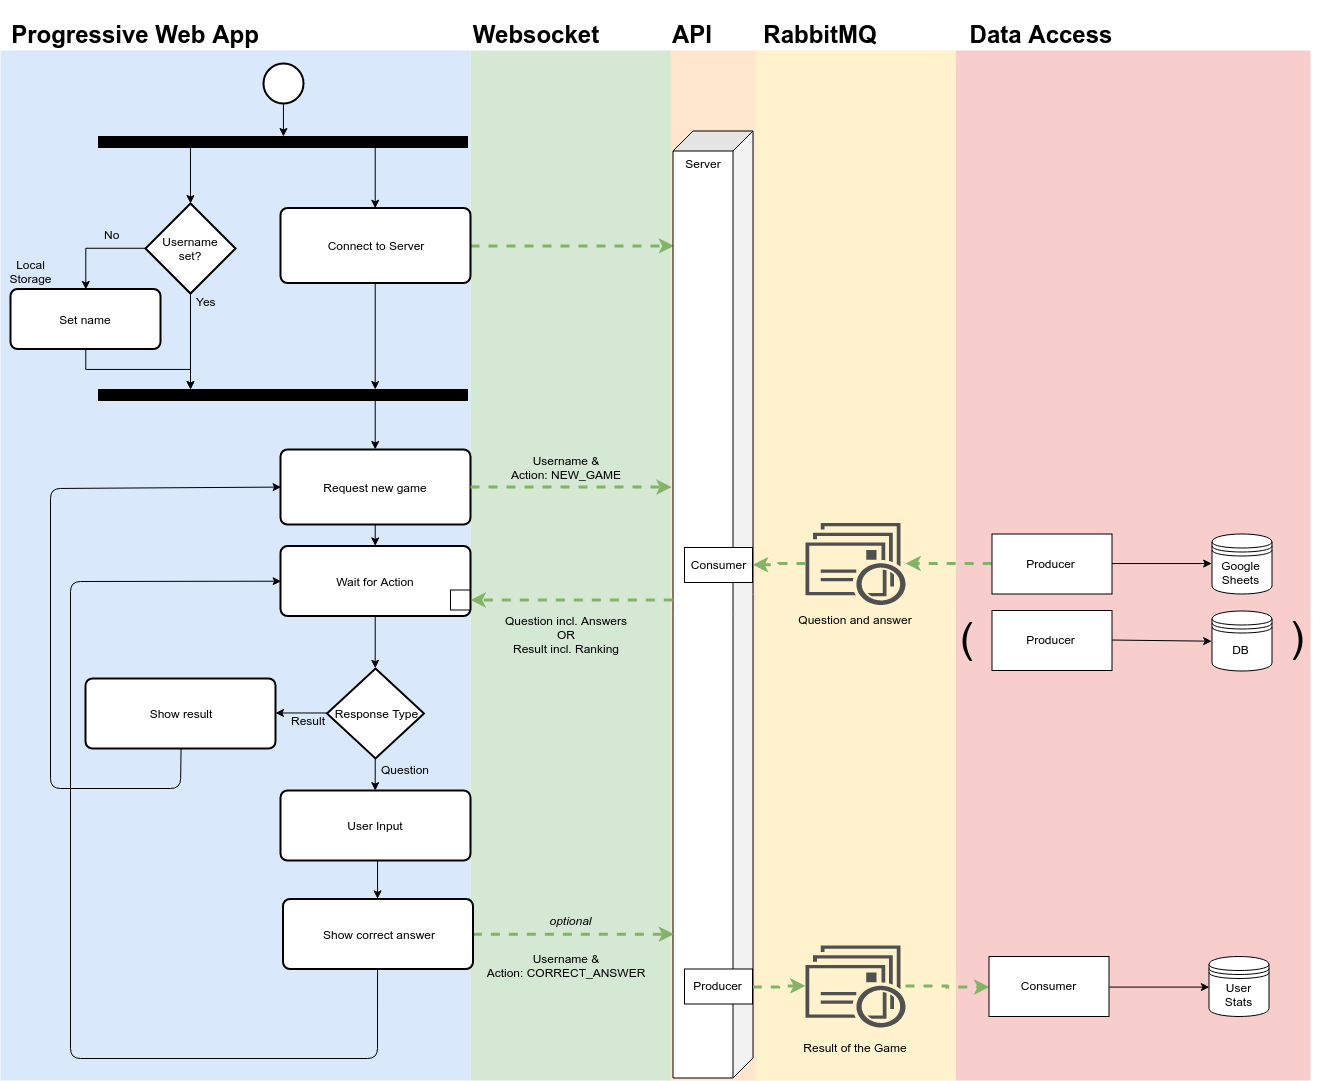 Progressive Web App
Websocket
API
RabbitMQ
Data Access
Server
Username
set?
No
Yes
Local
Storage
Set name
Connect to Server
Request new game
Username &
Action: NEW_GAME
Wait for Action
Question incl. Answers
OR
Result incl. Ranking
Consumer
Question and answer
Producer
Google
Sheets
(
Producer
DB
)
Show result
Result
Response Type
Question
User Input
Show correct answer
optional
Username &
Action: CORRECT_ANSWER
Producer
Result of the Game
Consumer
User
Stats